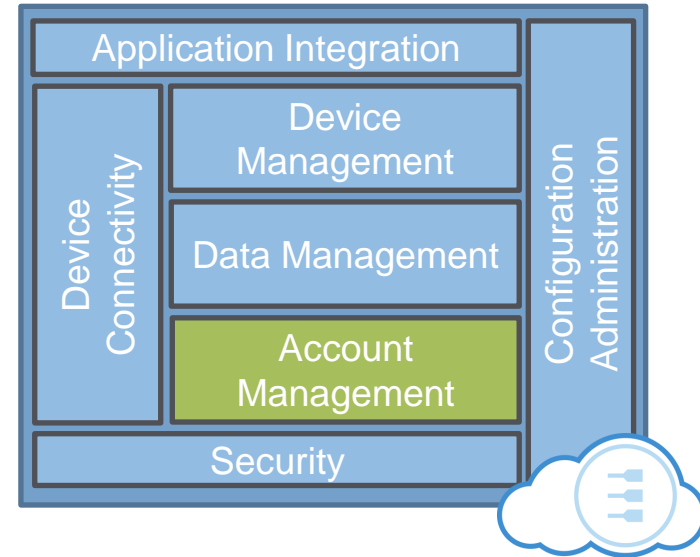 Application Integration
Device
Connectivity
Device
Management
Data Management
Account
Management
Configuration
Administration
Security